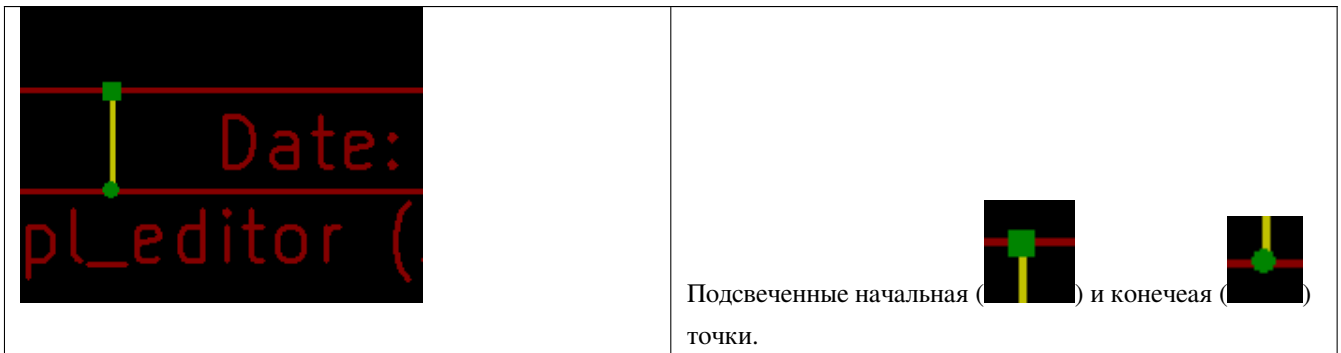 Date:
pl_editor (
Подсвеченные начальная ( ) и конечеая ( )
точки.